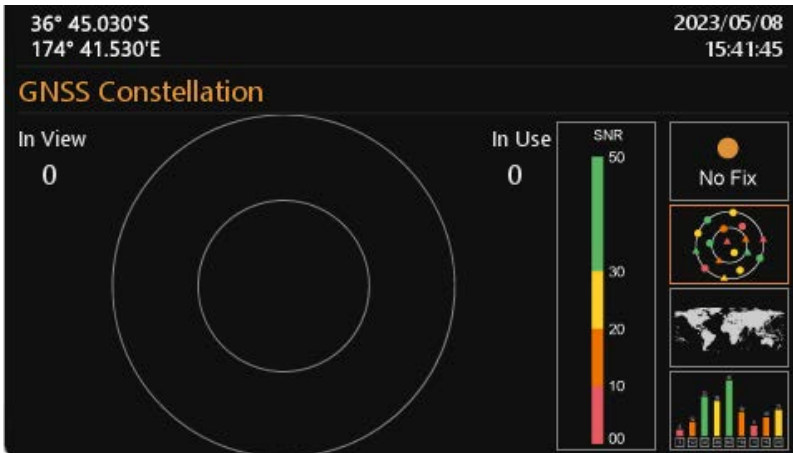 36° 45.030'S
174° 41.530'E
2023/05/08
15:41:45
GNSS Constellation
In View
0
In Use
0
SNR
50
30
20
10
00
No Fix